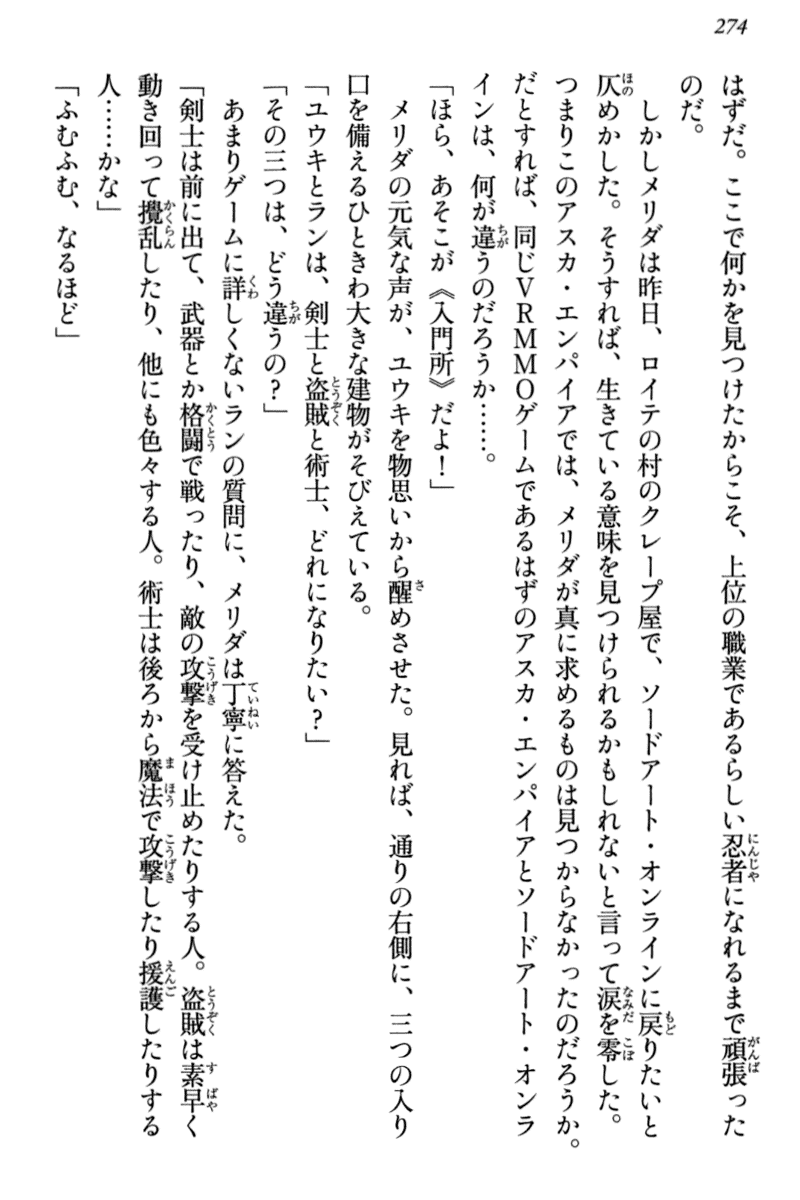 274
はずだ。ここで何かを見つけたからこそ、上位の職業であるらしい忍者になれるまで頑張った
のだ。
　しかしメリダは昨日、ロイテの村のクレープ屋で、ソードアート・オンラインに戻りたいと
仄めかした。そうすれば、生きている意味を見つけられるかもしれないと言って涙を零した。
つまりこのアスカ・エンパイアでは、メリダが真に求めるものは見つからなかったのだろうか。
だとすれば、同じVRMMOゲームであるはずのアスカ・エンパイアとソードアート・オンラ
インは、何が違うのだろうか……。
「ほら、あそこが《入門所》だよ！」
　メリダの元気な声が、ユウキを物思いから醒めさせた。見れば、通りの右側に、三つの入り
口を備えるひときわ大きな建物がそびえている。
「ユウキとランは、剣士と盗賊と術士、どれになりたい？」
「その三つは、どう違うの？」
　あまりゲームに詳しくないランの質問に、メリダは丁寧に答えた。
「剣士は前に出て、武器とか格闘で戦ったり、敵の攻撃を受け止めたりする人。盗賊は素早く
動き回って攪乱したり、他にも色々する人。術士は後ろから魔法で攻撃したり援護したりする
人……かな」
「ふむふむ、なるほど」